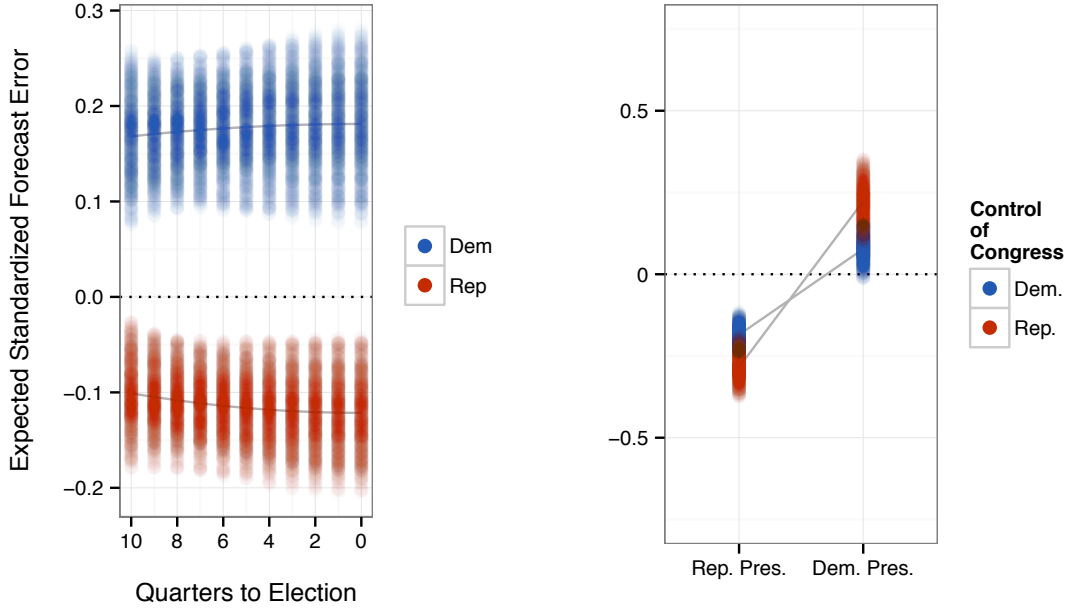 Expected Standardized Forecast Error
0.3
0.2
0.1
0.0
−0.1
−0.2
10 8 6 4 2 0
Quarters to Election
Dem
Rep
0.5
0
−0.5
Rep. Pres. Dem. Pres.
Control
of
Congress
Dem.
Rep.